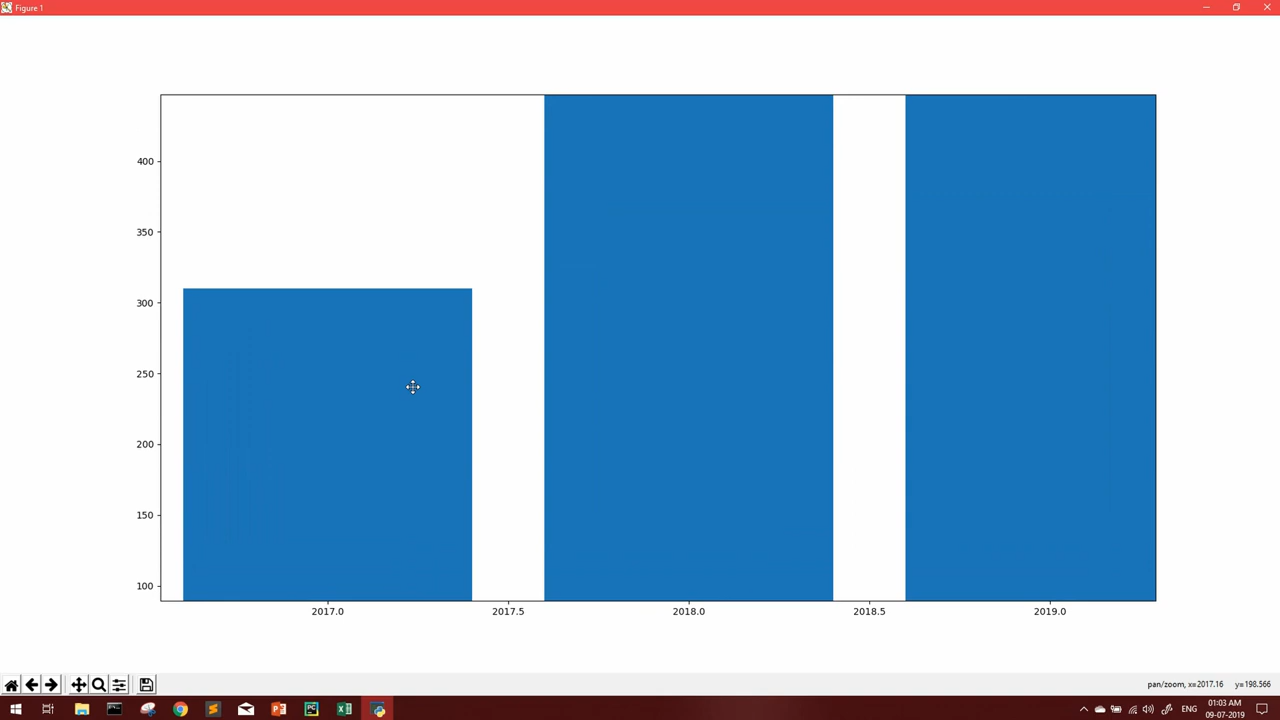 Figure 1
400
350
300
250
200
150
100
2017.0 2017.5 2018.0 2018.5 2019.0
pan/zoom, x=2017.16 y=198.566
ENG
01:03 AM
09-07-2019